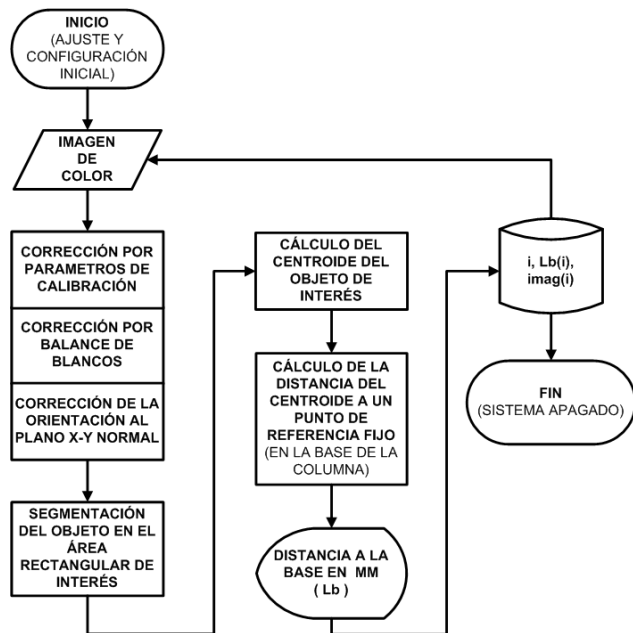 INICIO
(AJUSTE Y
CONFIGURACIÓN
INICIAL)
IMAGEN
DE
COLOR
CORRECCIÓN POR
PARAMETROS DE
CALIBRACIÓN
CORRECCIÓN POR
BALANCE DE
BLANCOS
CORRECCIÓN DE LA
ORIENTACIÓN AL
PLANO X-Y NORMAL
SEGMENTACIÓN
DEL OBJETO EN EL
ÁREA
RECTANGULAR DE
INTERÉS
CÁLCULO DEL
CENTROIDE DEL
OBJETO DE
INTERÉS
CÁLCULO DE LA
DISTANCIA DEL
CENTROIDE A UN
PUNTO DE
REFERENCIA FIJO
(EN LA BASE DE LA
COLUMNA)
DISTANCIA A LA
BASE EN MM
( Lb )
i, Lb(i),
imag(i)
FIN
(SISTEMA APAGADO)